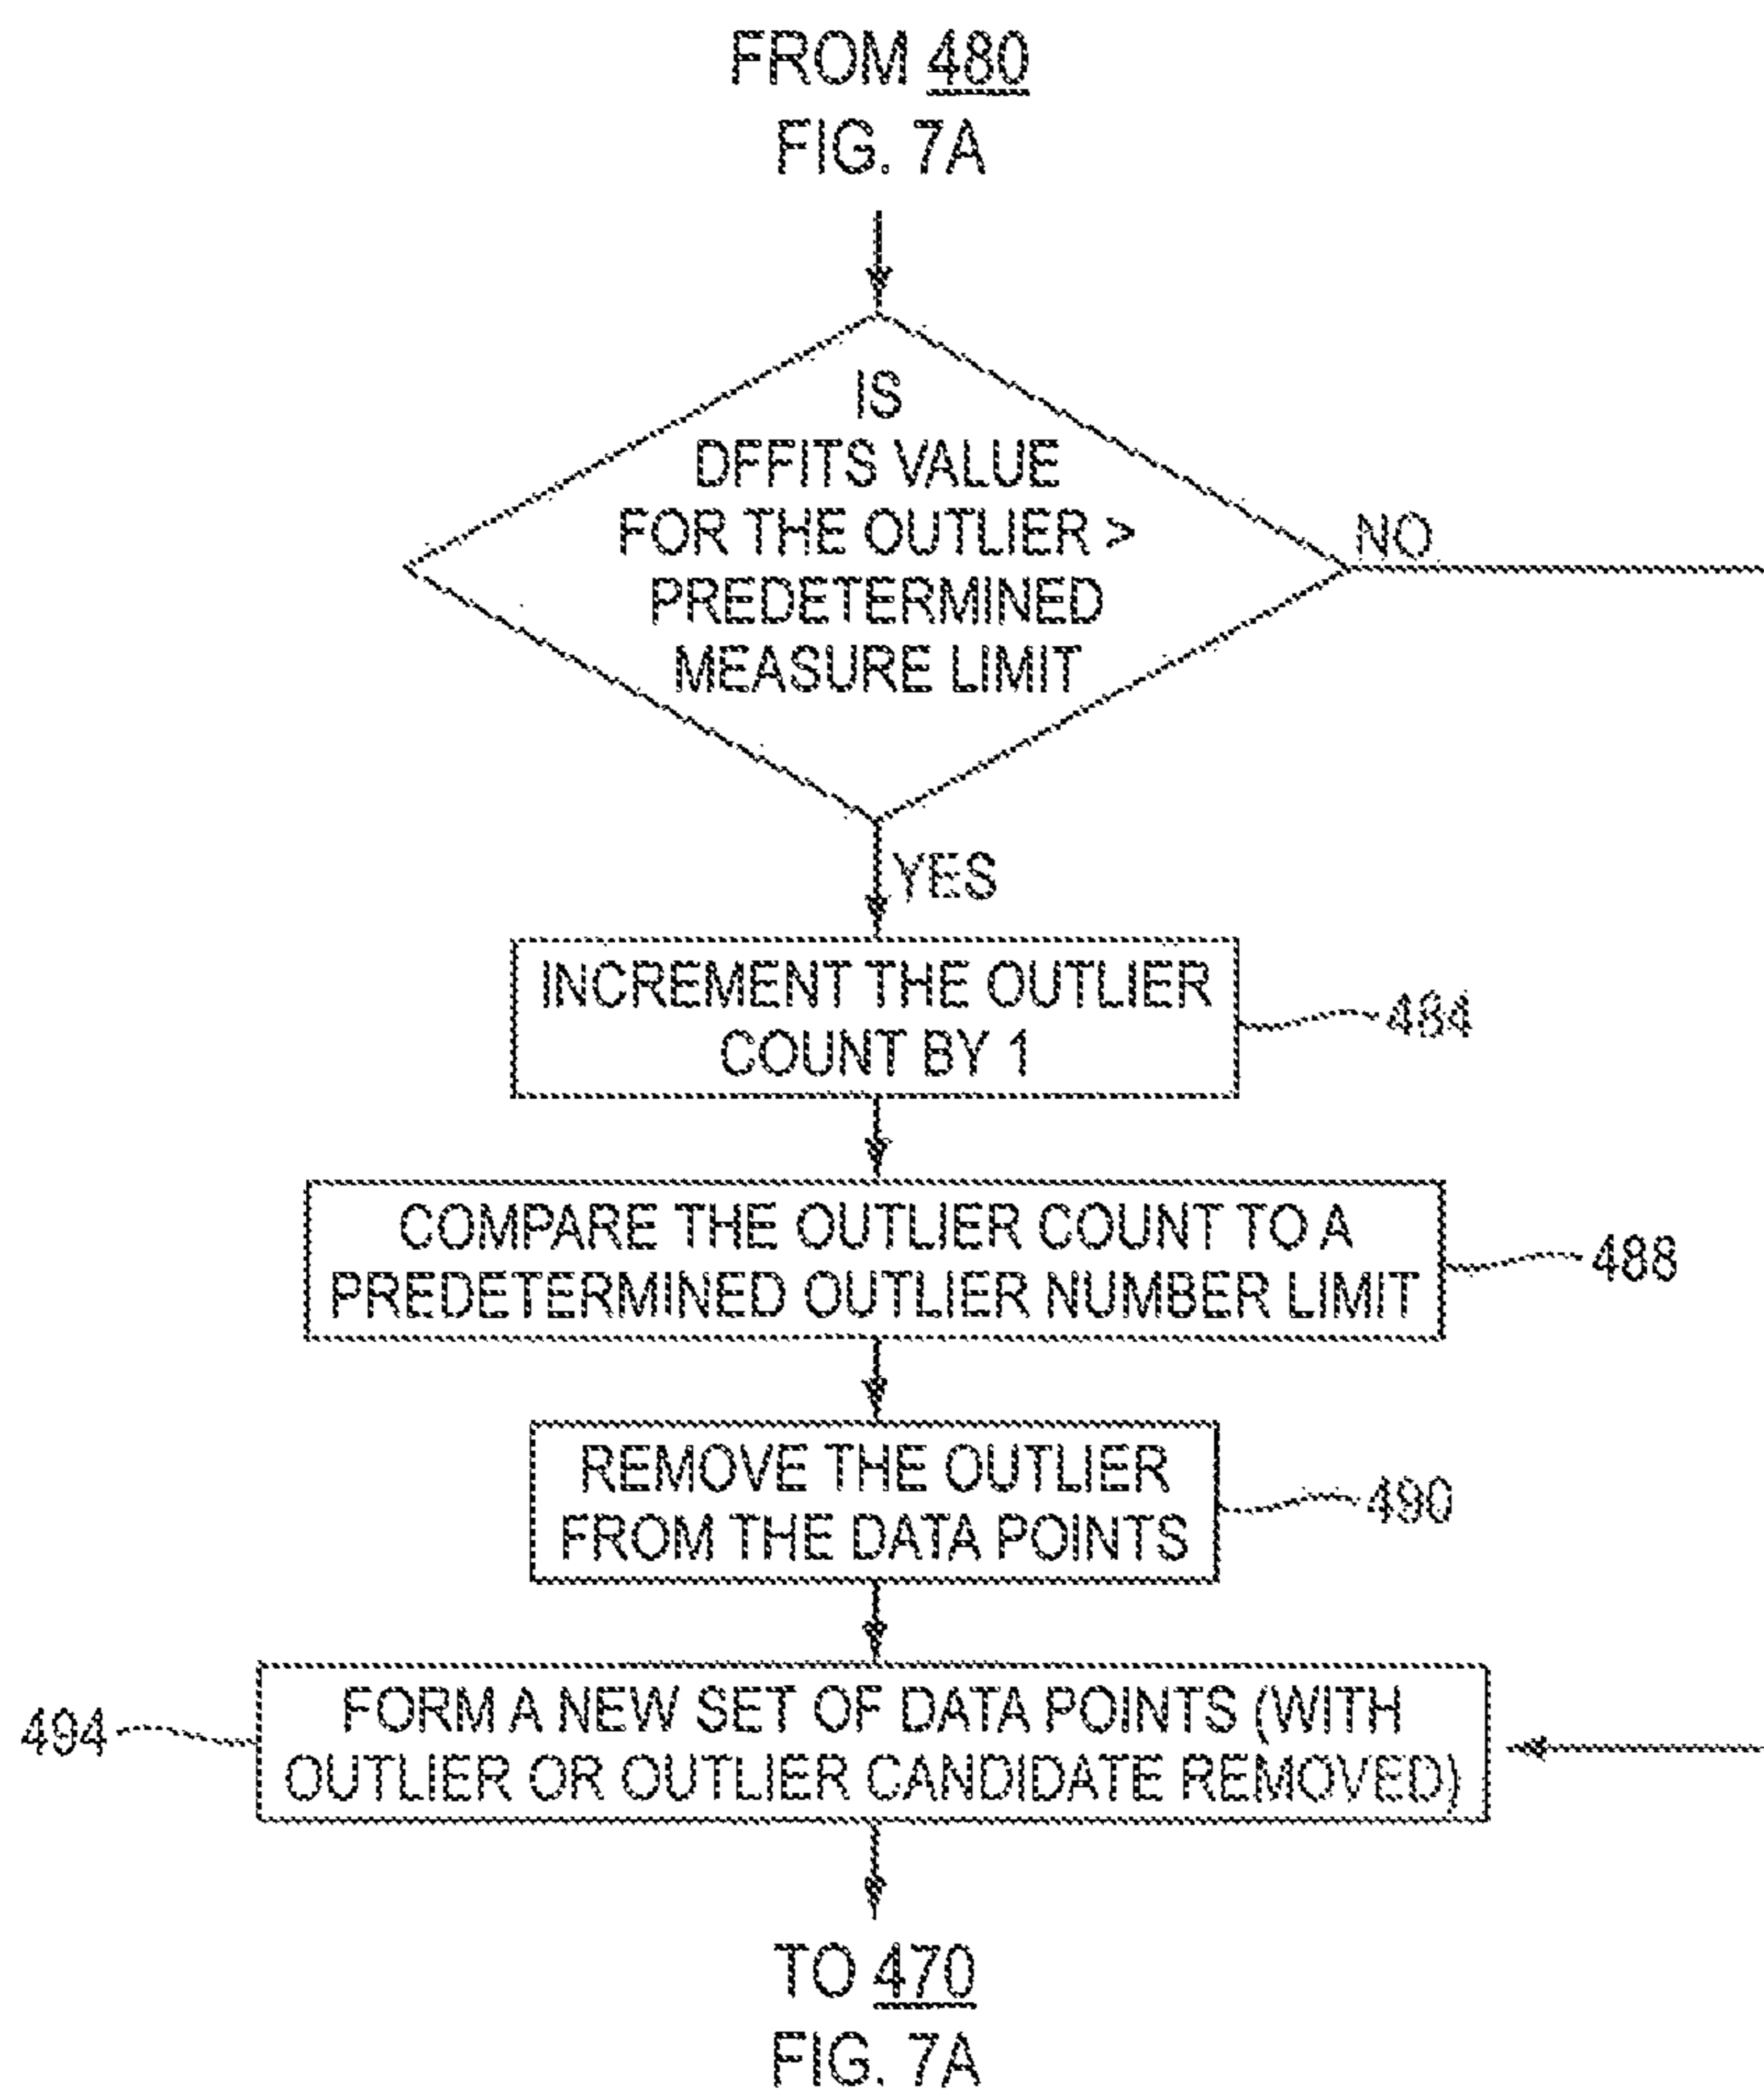 FROM 480
FIG. 7A
IS
DFFITS VALUE
FOR THE OUTLIER >
PREDETERMINED
MEASURE LIMIT
NO
YES
INCREMENT THE OUTLIER
COUNT BY 1
484
COMPARE THE OUTLIER COUNT TO A
PREDETERMINED OUTLIER NUMBER LIMIT
488
REMOVE THE OUTLIER
FROM THE DATA POINTS
490
494
FORM A NEW SET OF DATA POINTS (WITH
OUTLIER OR OUTLIER CANDIDATE REMOVED)
TO 470
FIG. 7A